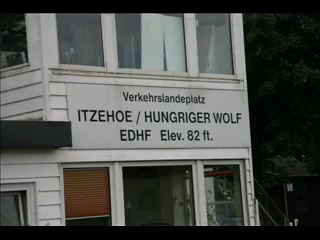 Verkehrslandeplatz
ITZEHOE / HUNGRIGER WOLF
EDHF Elev. 82 ft.